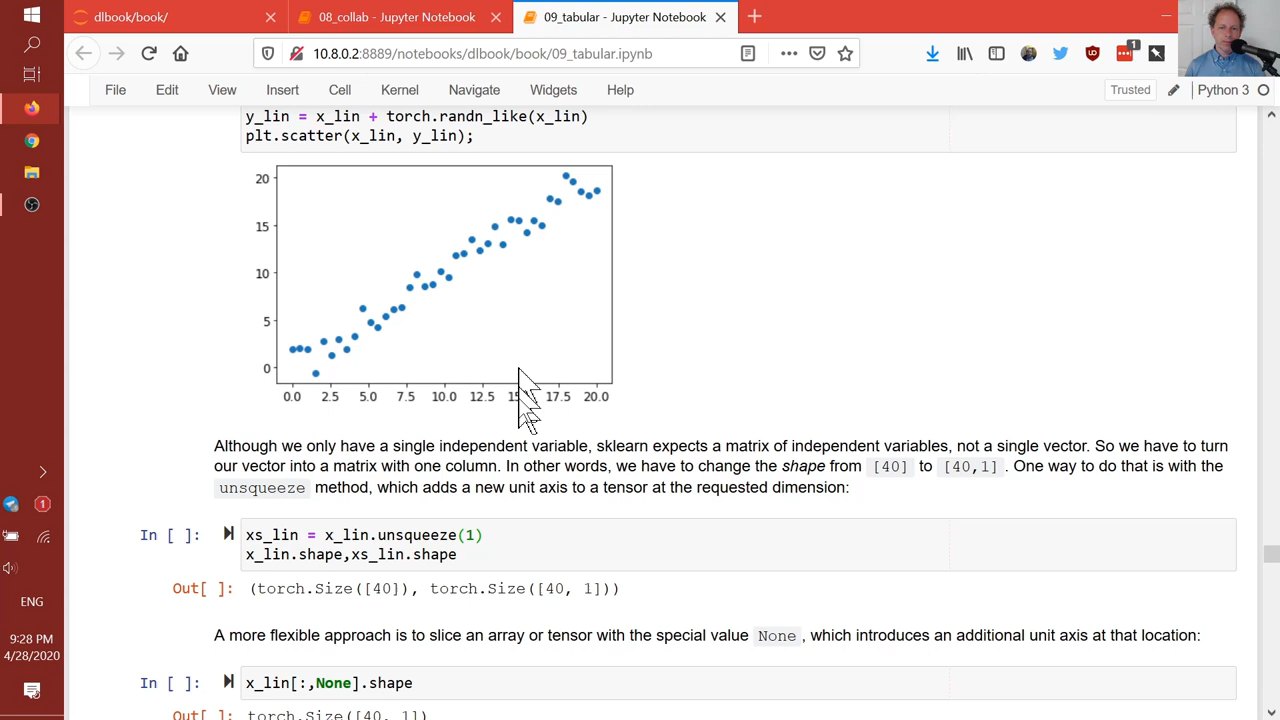 dlbook/book/
08_collab - Jupyter Notebook
09_tabular - Jupyter Notebook
10.8.0.2:8889/notebooks/dlbook/book/09_tabular.ipynb
1
File Edit View Insert Cell Kernel Navigate Widgets Help
Trusted
Python 3
y_lin = x_lin + torch.randn_like(x_lin)
plt.scatter(x_lin, y_lin);
20
15
10
5
0
0.0 2.5 5.0 7.5 10.0 12.5 17.5 20.0
Although we only have a single independent variable, sklearn expects a matrix of independent variables, not a single vector. So we have to turn
our vector into a matrix with one column. In other words, we have to change the shape from [40] to [40,1]. One way to do that is with the
unsqueeze method, which adds a new unit axis to a tensor at the requested dimension:
In [ ]: xs_lin = x_lin.unsqueeze(1)
x_lin.shape,xs_lin.shape
Out[ ]: (torch.Size([40]), torch.Size([40, 1]))
A more flexible approach is to slice an array or tensor with the special value None, which introduces an additional unit axis at that location:
In [ ]: x_lin[:,None].shape
Out[ ]: torch.Size([40, 1])
1
ENG
9:28 PM
4/28/2020